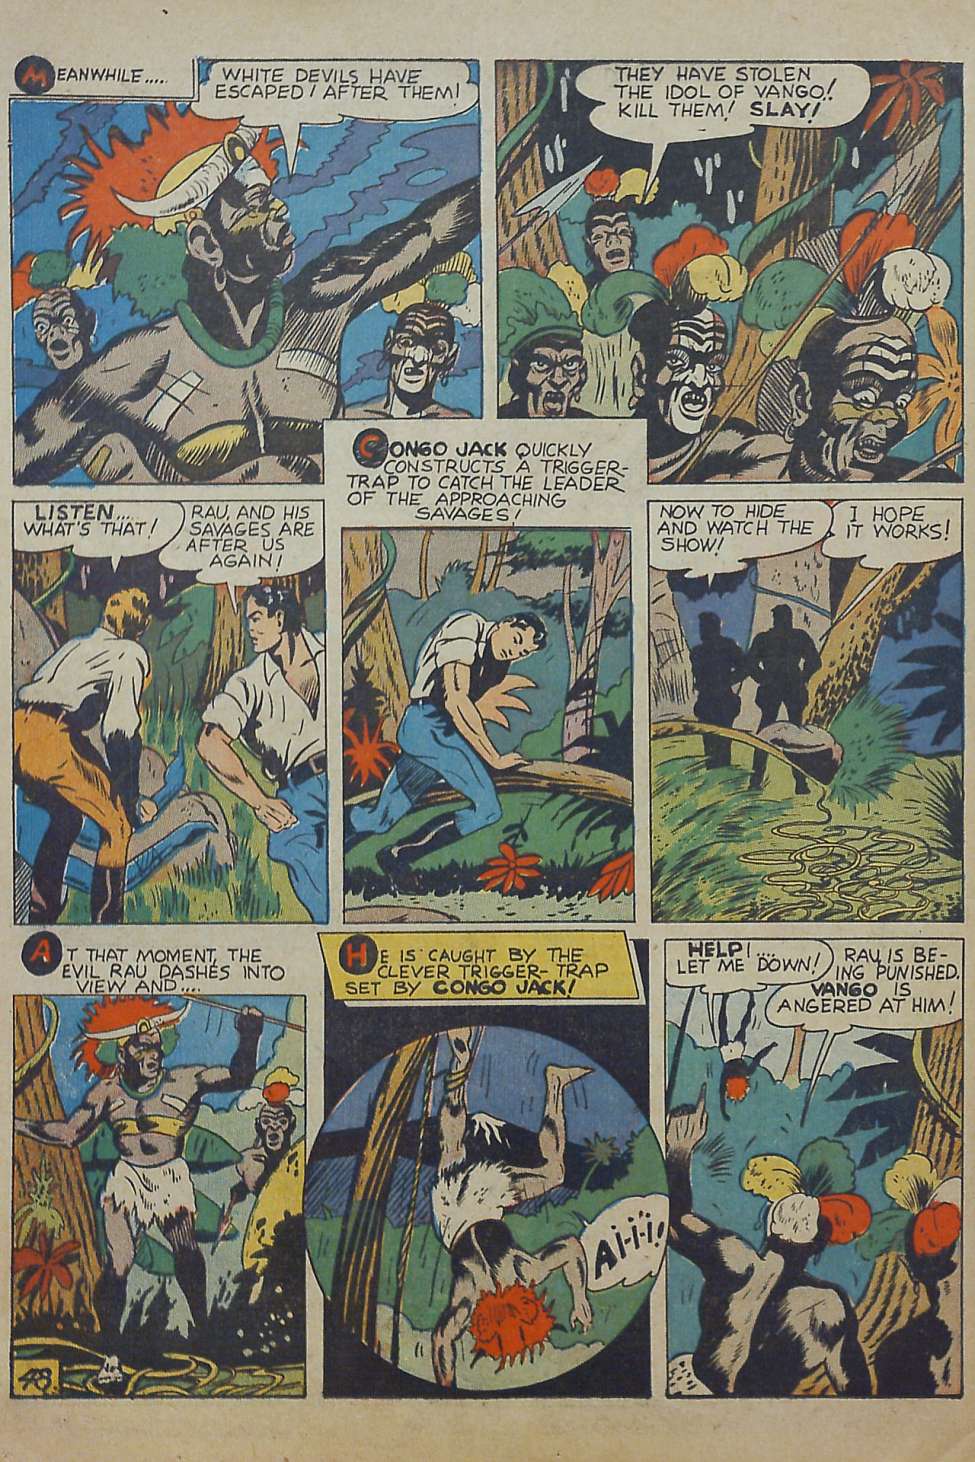 MEANWHILE.....
WHITE DEVILS HAVE
ESCAPED! AFTER THEM!
THEY HAVE STOLEN
THE IDOL OF VANGO!
KILL THEM! SLAY!
LISTEN...
WHAT'S THAT!
RAU, AND HIS
SAVAGES ARE
AFTER US
AGAIN!
CONGO JACK QUICKLY
CONSTRUCTS A TRIGGER-
TRAP TO CATCH THE LEADER
OF THE APPROACHING
SAVAGES!
NOW TO HIDE
AND WATCH THE
SHOW!
I HOPE
IT WORKS!
AT THAT MOMENT, THE
EVIL RAU DASHES INTO
VIEW AND....
48
HE IS CAUGHT BY THE
CLEVER TRIGGER-TRAP
SET BY CONGO JACK!
Ai-i-i!
HELP! ...
LET ME DOWN!
RAU IS BE-
ING PUNISHED.
VANGO IS
ANGERED AT HIM!